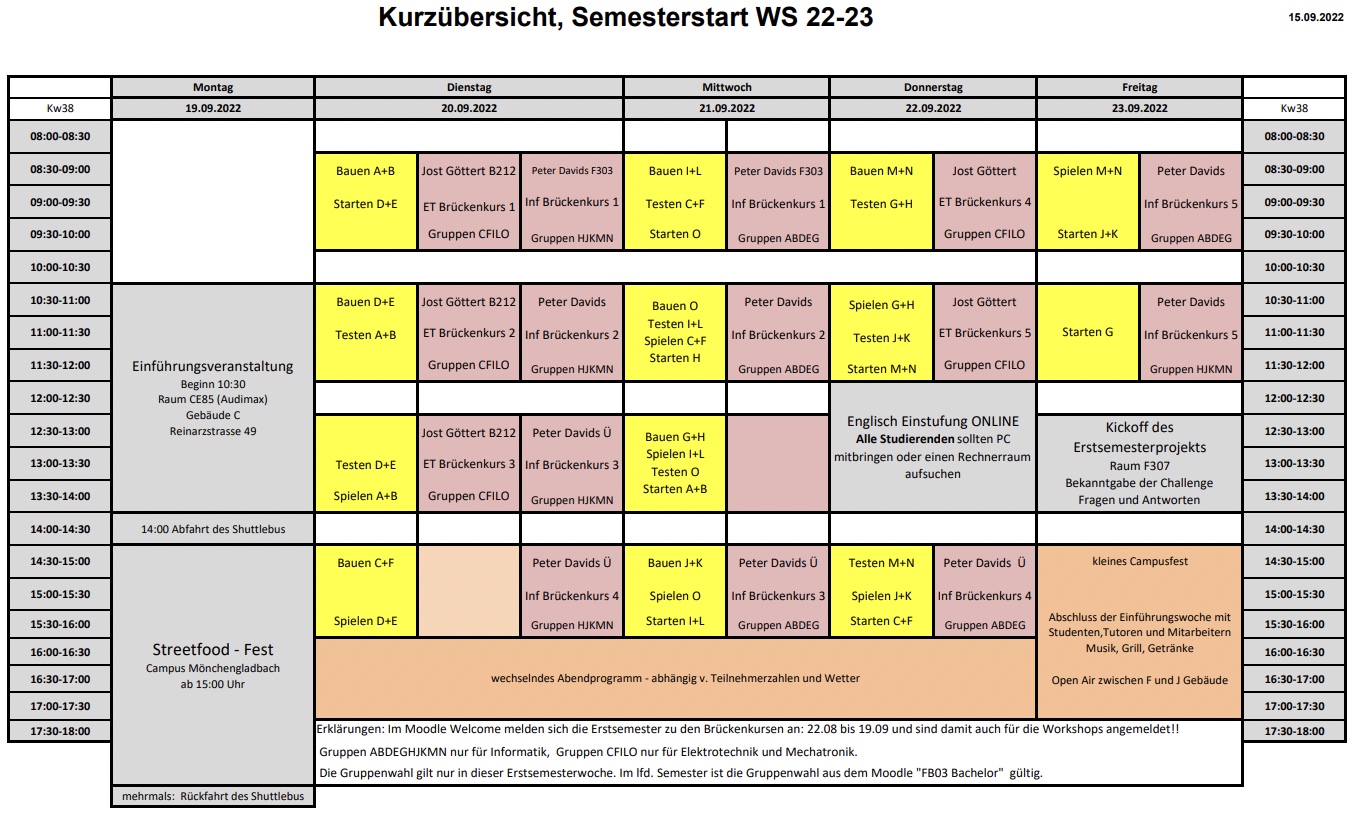 Kurzübersicht, Semesterstart WS 22-23
15.09.2022
Montag Dienstag Mittwoch Donnerstag Freitag
Kw38 19.09.2022 20.09.2022 21.09.2022 22.09.2022 23.09.2022 Kw38
08:00-08:30 08:00-08:30
08:30-09:00 Bauen A+B Jost Göttert B212 Peter Davids F303 Bauen I+L Peter Davids F303 Bauen M+N Jost Göttert Spielen M+N Peter Davids 08:30-09:00
09:00-09:30 Starten D+E ET Brückenkurs 1 Inf Brückenkurs 1 Testen C+F Inf Brückenkurs 1 Testen G+H ET Brückenkurs 4 Inf Brückenkurs 5 09:00-09:30
09:30-10:00 Gruppen CFILO Gruppen HJKMN Starten O Gruppen ABDEG Gruppen CFILO Starten J+K Gruppen ABDEG 09:30-10:00
10:00-10:30 10:00-10:30
10:30-11:00 Bauen D+E Jost Göttert B212 Peter Davids Bauen O Peter Davids Spielen G+H Jost Göttert Peter Davids 10:30-11:00
Testen I+L
11:00-11:30 Testen A+B ET Brückenkurs 2 Inf Brückenkurs 2 Spielen C+F Inf Brückenkurs 2 Testen J+K ET Brückenkurs 5 Starten G Inf Brückenkurs 5 11:00-11:30
Starten H
11:30-12:00 Einführungsveranstaltung Gruppen CFILO Gruppen HJKMN Gruppen ABDEG Starten M+N Gruppen CFILO Gruppen HJKMN 11:30-12:00
Beginn 10:30
12:00-12:30 Raum CE85 (Audimax) 12:00-12:30
Gebäude C
Reinarzstrasse 49
Englisch Einstufung ONLINE
Alle Studierenden sollten PC
mitbringen oder einen Rechnerraum
aufsuchen
12:30-13:00 Jost Göttert B212 Peter Davids Ü Bauen G+H Kickoff des 12:30-13:00
Spielen I+L Erstsemesterprojekts
13:00-13:30 Testen D+E ET Brückenkurs 3 Inf Brückenkurs 3 Testen O Raum F307 13:00-13:30
Starten A+B Bekanntgabe der Challenge
13:30-14:00 Spielen A+B Gruppen CFILO Gruppen HJKMN Fragen und Antworten 13:30-14:00
14:00-14:30 14:00 Abfahrt des Shuttlebus 14:00-14:30
14:30-15:00 Bauen C+F Peter Davids Ü Bauen J+K Peter Davids Ü Testen M+N Peter Davids Ü kleines Campusfest 14:30-15:00
15:00-15:30 Inf Brückenkurs 4 Spielen O Inf Brückenkurs 3 Spielen J+K Inf Brückenkurs 4 15:00-15:30
15:30-16:00 Spielen D+E Gruppen HJKMN Starten I+L Gruppen ABDEG Starten C+F Gruppen ABDEG 15:30-16:00
Abschluss der Einführungswoche mit
Studenten,Tutoren und Mitarbeitern
Musik, Grill, Getränke
Open Air zwischen F und J Gebäude
16:00-16:30 Streetfood - Fest 16:00-16:30
Campus Mönchengladbach
16:30-17:00 ab 15:00 Uhr wechselndes Abendprogramm - abhängig v. Teilnehmerzahlen und Wetter 16:30-17:00
17:00-17:30 17:00-17:30
17:30-18:00 Erklärungen: Im Moodle Welcome melden sich die Erstsemester zu den Brückenkursen an: 22.08 bis 19.09 und sind damit auch für die Workshops angemeldet!! 17:30-18:00
Gruppen ABDEGHJKMN nur für Informatik, Gruppen CFILO nur für Elektrotechnik und Mechatronik.
Die Gruppenwahl gilt nur in dieser Erstsemesterwoche. Im lfd. Semester ist die Gruppenwahl aus dem Moodle "FB03 Bachelor" gültig.
mehrmals: Rückfahrt des Shuttlebus